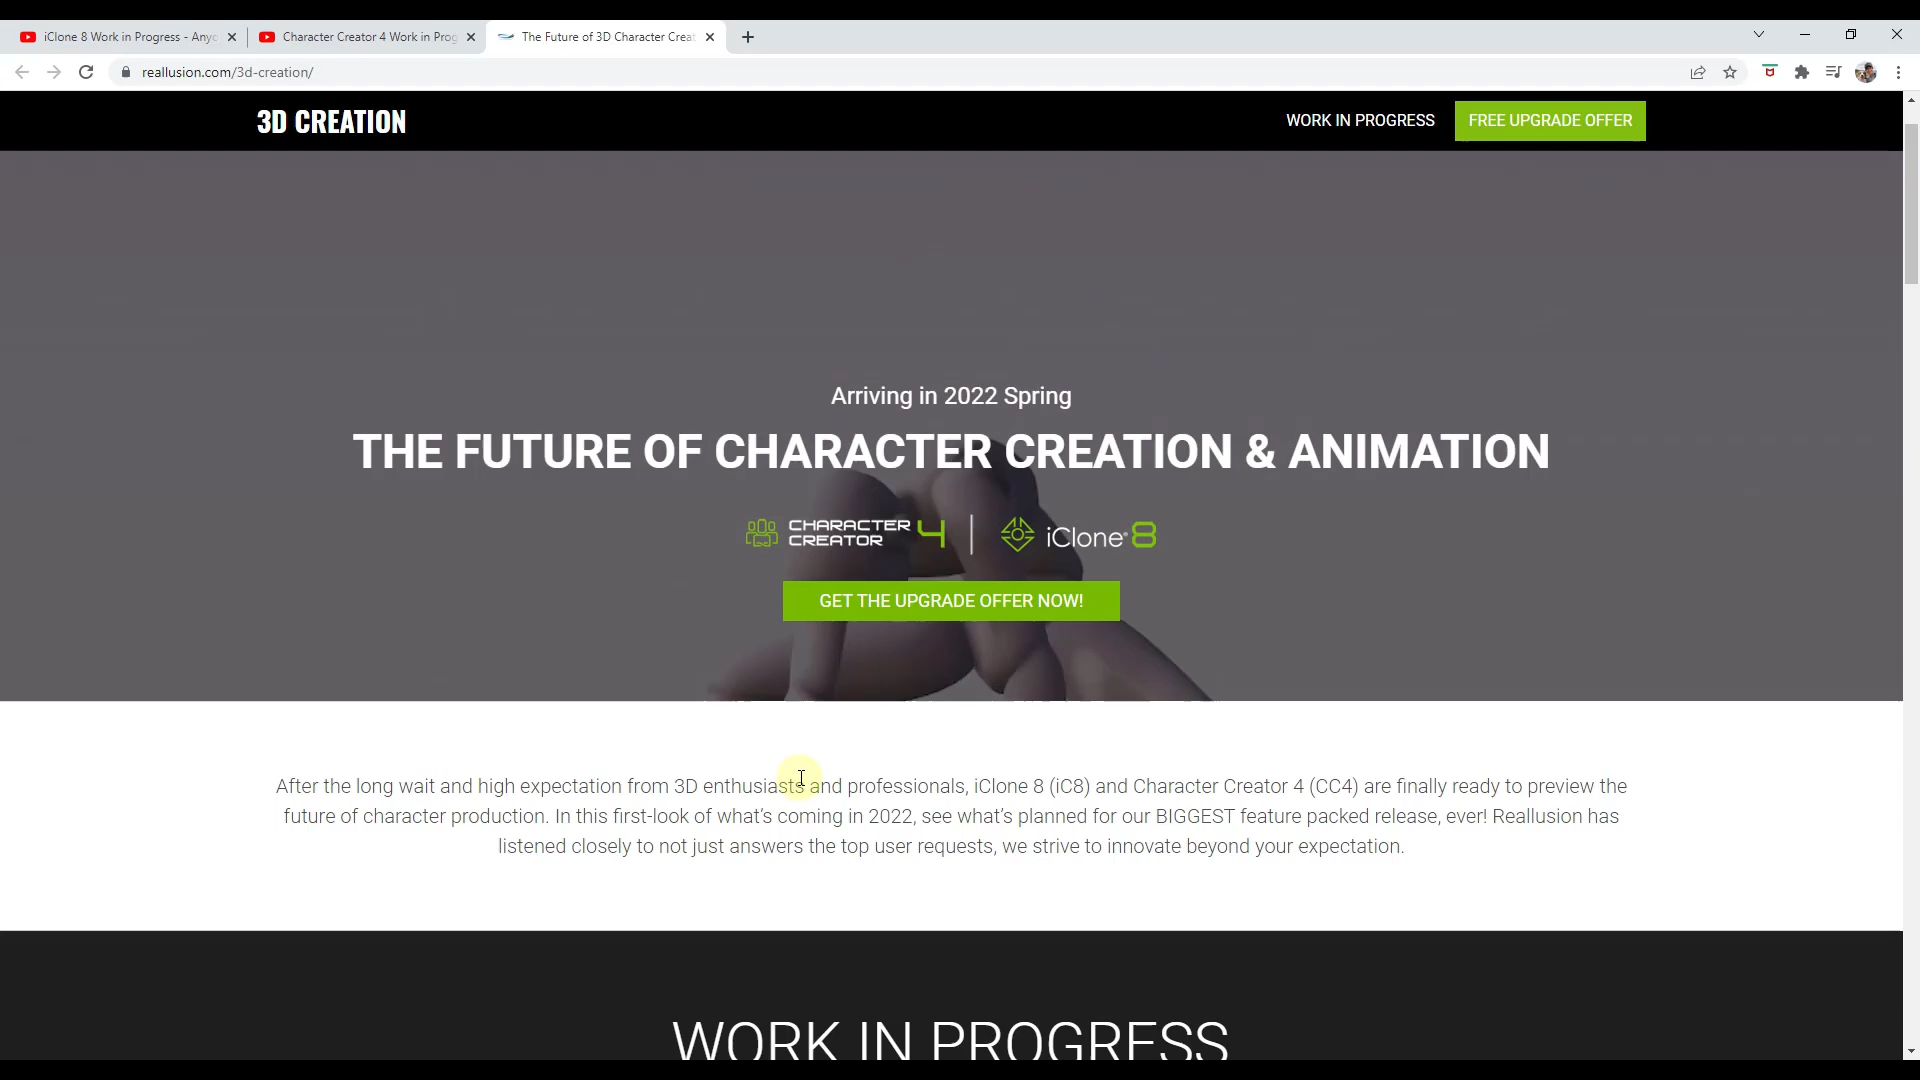 iClone 8 Work in Progress - Anyo
Character Creator 4 Work in Prog
The Future of 3D Character Creat
reallusion.com/3d-creation/
3D CREATION
WORK IN PROGRESS
FREE UPGRADE OFFER
Arriving in 2022 Spring
THE FUTURE OF CHARACTER CREATION & ANIMATION
CHARACTER CREATOR 4 | iClone® 8
GET THE UPGRADE OFFER NOW!
After the long wait and high expectation from 3D enthusiasts and professionals, iClone 8 (iC8) and Character Creator 4 (CC4) are finally ready to preview the
future of character production. In this first-look of what's coming in 2022, see what's planned for our BIGGEST feature packed release, ever! Reallusion has
listened closely to not just answers the top user requests, we strive to innovate beyond your expectation.
WORK IN PROGRESS